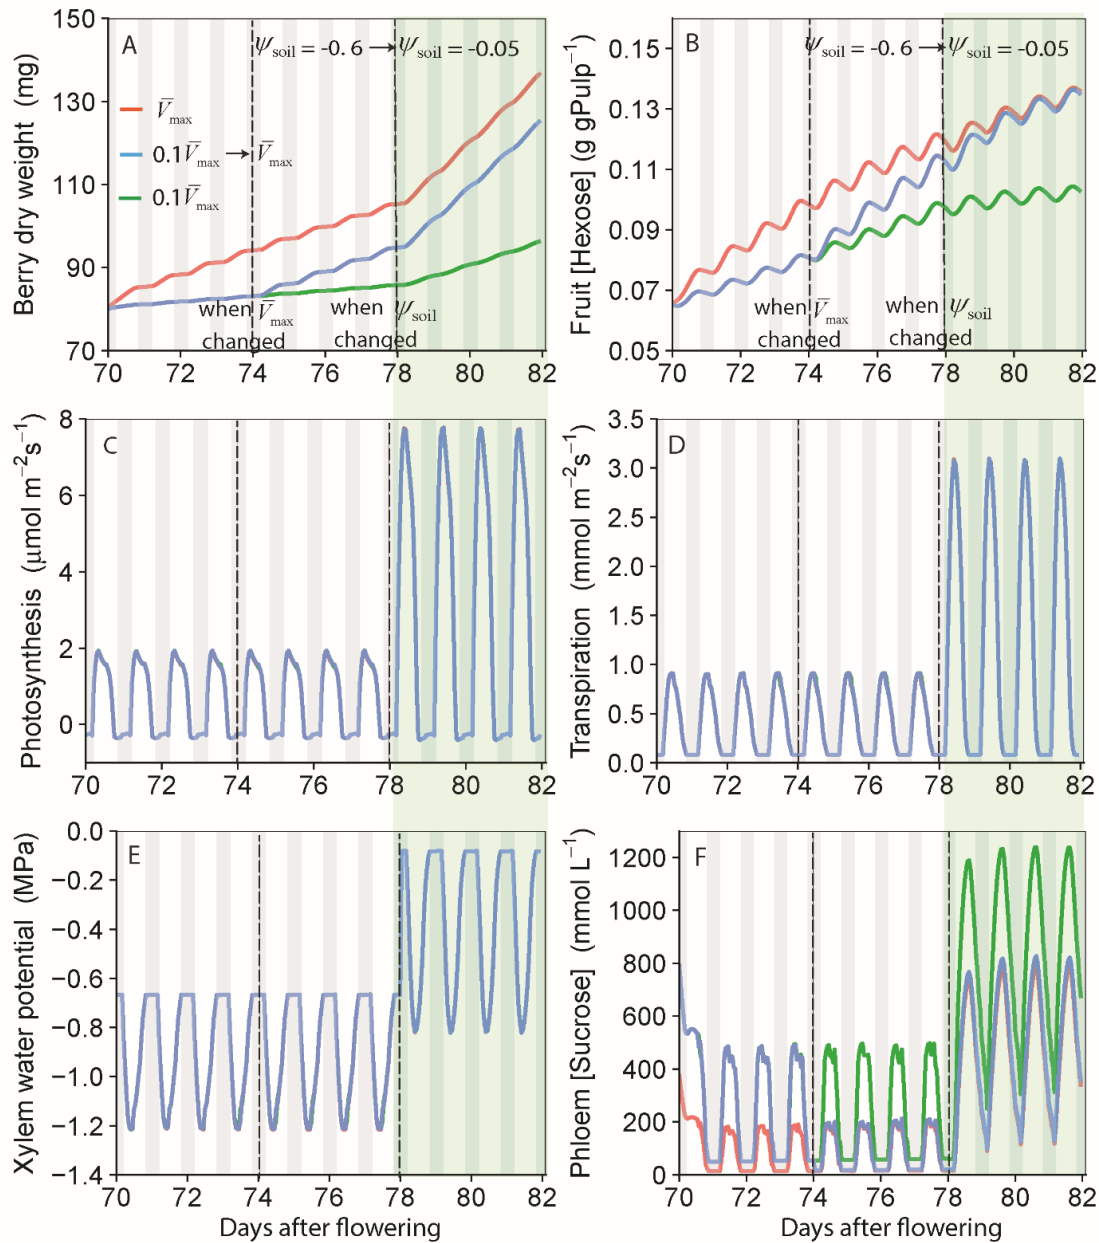 A
ψsoil = -0.6 → ψsoil = -0.05
V̅max
0.1V̅max → V̅max
0.1V̅max
when V̅max
changed
when ψsoil
changed
Berry dry weight (mg)
150
130
110
90
70
70 72 74 76 78 80 82
B
ψsoil = -0.6 → ψsoil = -0.05
when V̅max
changed
when ψsoil
changed
Fruit [Hexose] (g gPulp⁻¹)
0.15
0.13
0.11
0.09
0.07
0.05
70 72 74 76 78 80 82
C
Photosynthesis (μmol m⁻²s⁻¹)
8
6
4
2
0
70 72 74 76 78 80 82
D
Transpiration (mmol m⁻²s⁻¹)
3.5
3.0
2.5
2.0
1.5
1.0
0.5
0.0
70 72 74 76 78 80 82
E
Xylem water potential (MPa)
0.0
−0.2
−0.4
−0.6
−0.8
−1.0
−1.2
−1.4
70 72 74 76 78 80 82
Days after flowering
F
Phloem [Sucrose] (mmol L⁻¹)
1200
1000
800
600
400
200
0
70 72 74 76 78 80 82
Days after flowering